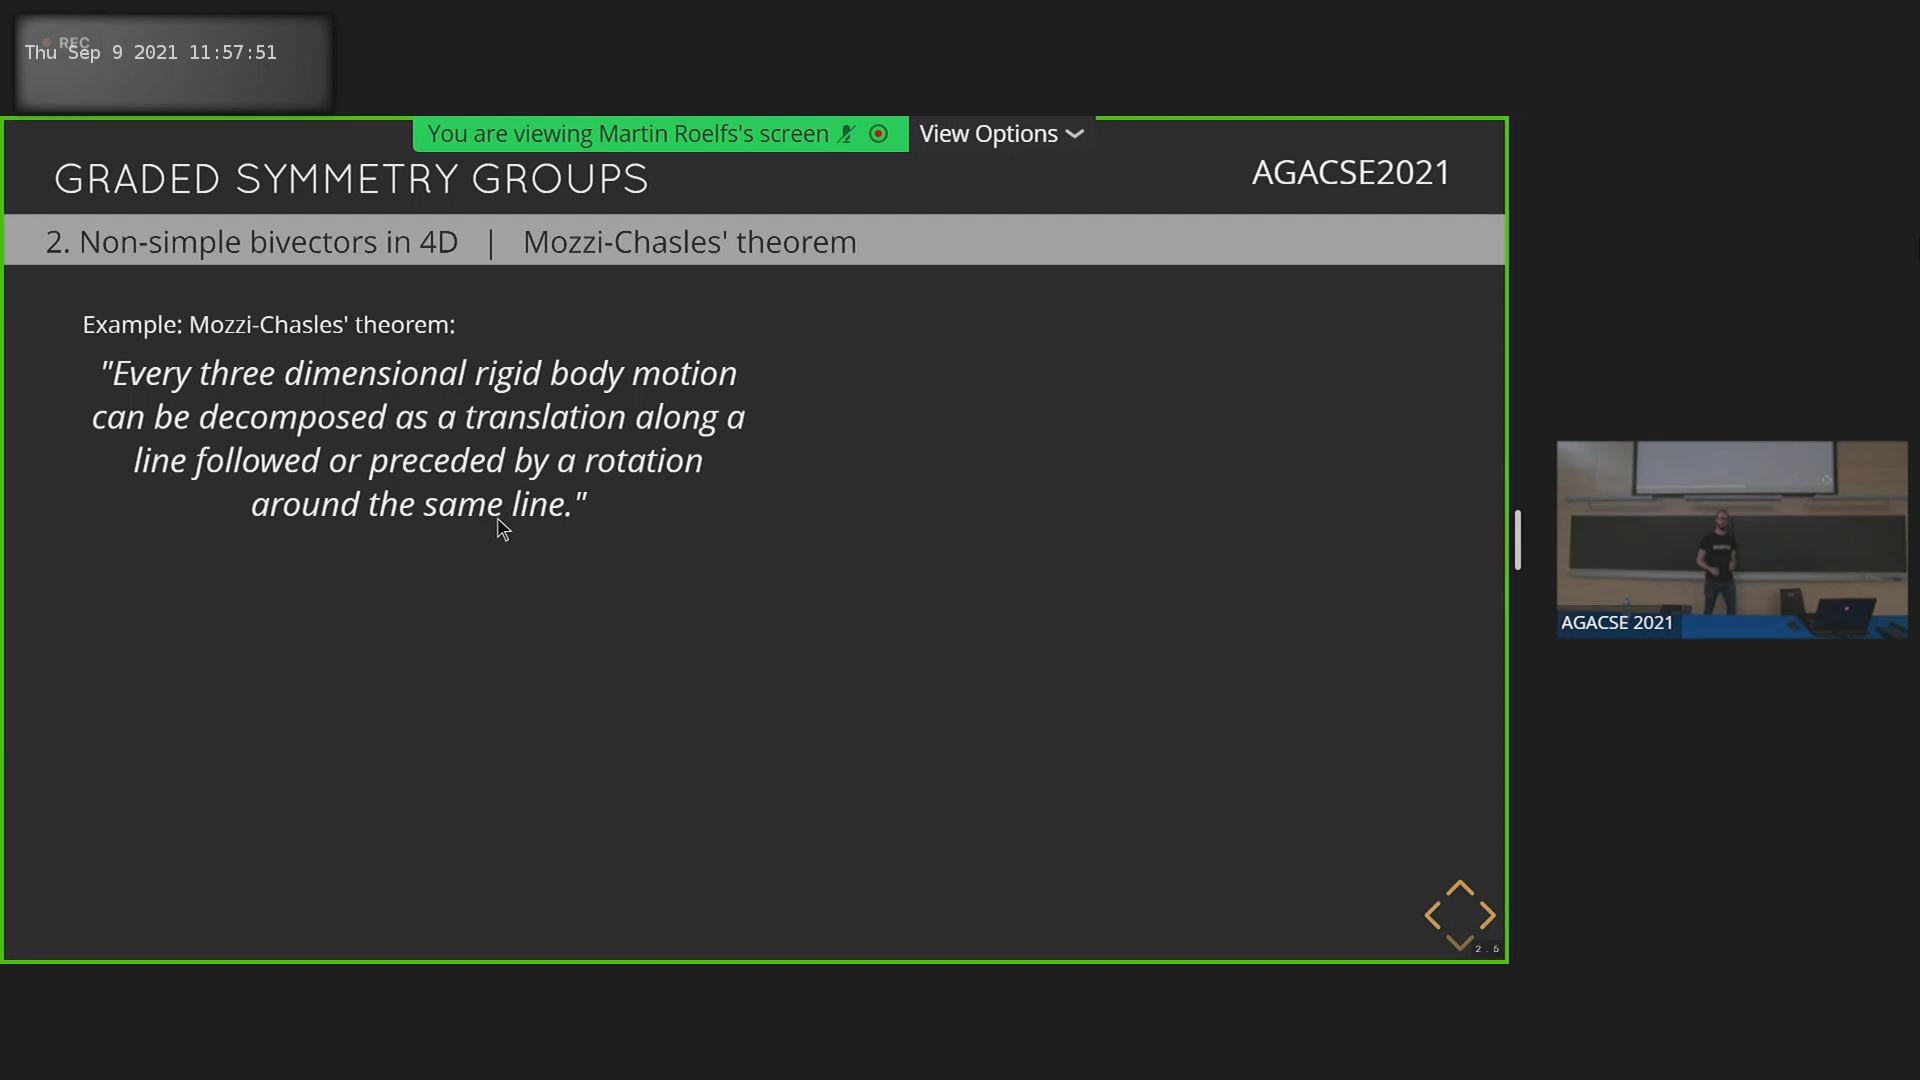 REC
Thu Sep 9 2021 11:57:51
You are viewing Martin Roelfs's screen
View Options
GRADED SYMMETRY GROUPS
AGACSE2021
2. Non-simple bivectors in 4D | Mozzi-Chasles' theorem
Example: Mozzi-Chasles' theorem:
"Every three dimensional rigid body motion
can be decomposed as a translation along a
line followed or preceded by a rotation
around the same line."
AGACSE 2021
2.5